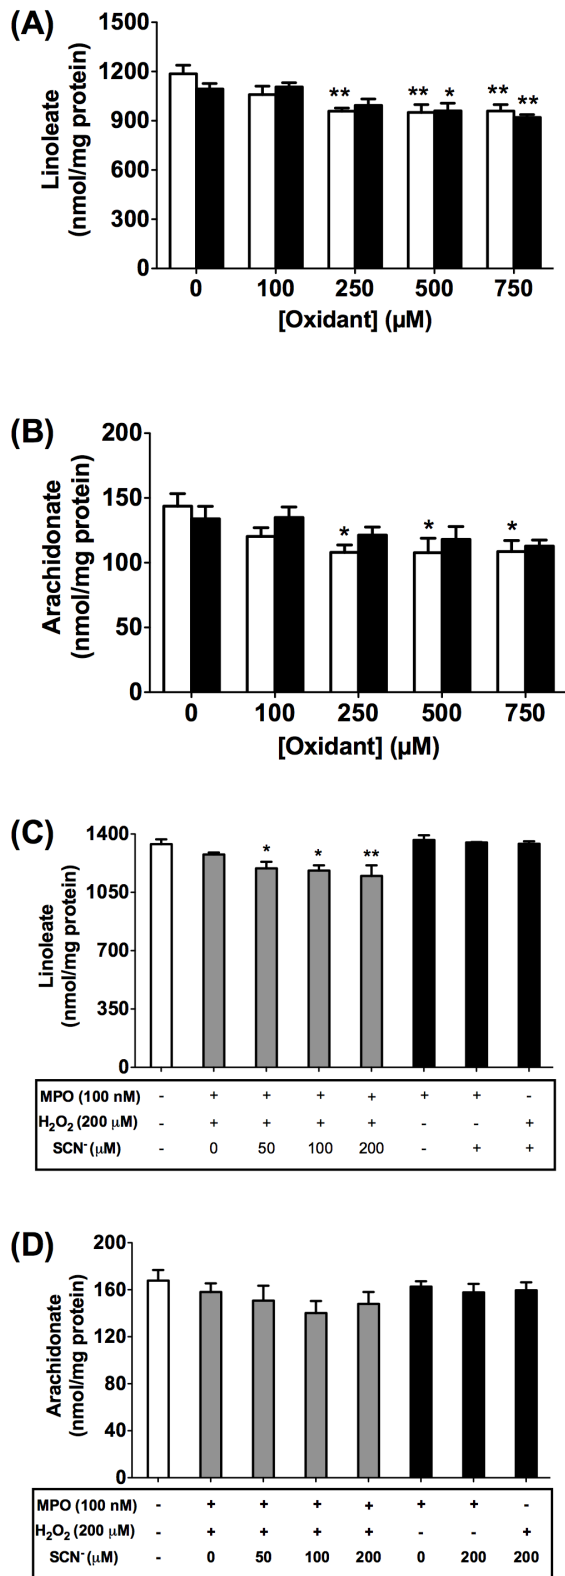 (A)
1500
1200
900
600
300
0
Linoleate
(nmol/mg protein)
** ** * ** **
0 100 250 500 750
[Oxidant] (µM)
(B)
200
150
100
50
0
Arachidonate
(nmol/mg protein)
* * *
0 100 250 500 750
[Oxidant] (µM)
(C)
1400
1050
700
350
0
Linoleate
(nmol/mg protein)
* * **
MPO (100 nM) - + + + + + + -
H₂O₂ (200 µM) - + + + + - - +
SCN⁻ (µM) - 0 50 100 200 - + +
(D)
200
160
120
80
40
0
Arachidonate
(nmol/mg protein)
MPO (100 nM) - + + + + + + -
H₂O₂ (200 µM) - + + + + - - +
SCN⁻ (µM) - 0 50 100 200 0 200 200